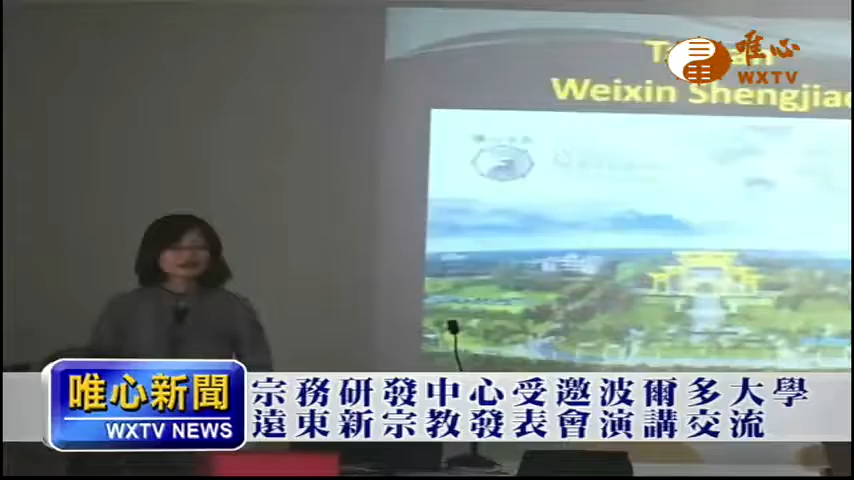 唯心
WXTV
Weixin Shengjiao
唯心新聞
WXTV NEWS
宗務研發中心受邀波爾多大學
遠東新宗教發表會演講交流